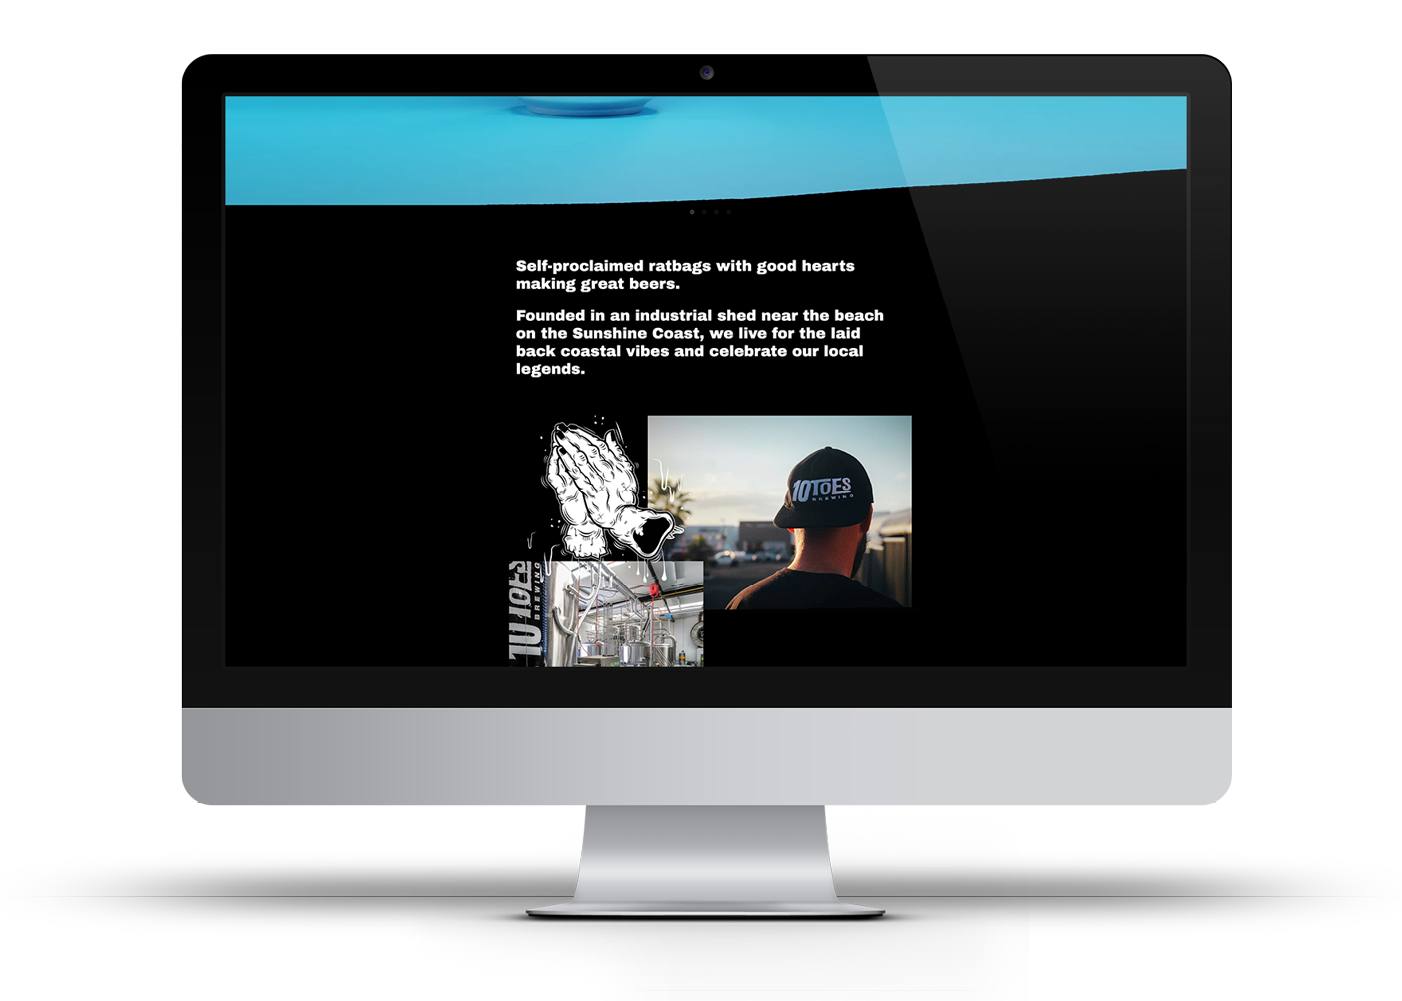 Self-proclaimed ratbags with good hearts
making great beers.
Founded in an industrial shed near the beach
on the Sunshine Coast, we live for the laid
back coastal vibes and celebrate our local
legends.
10TOES
BREWING
10 TOES
BREWING